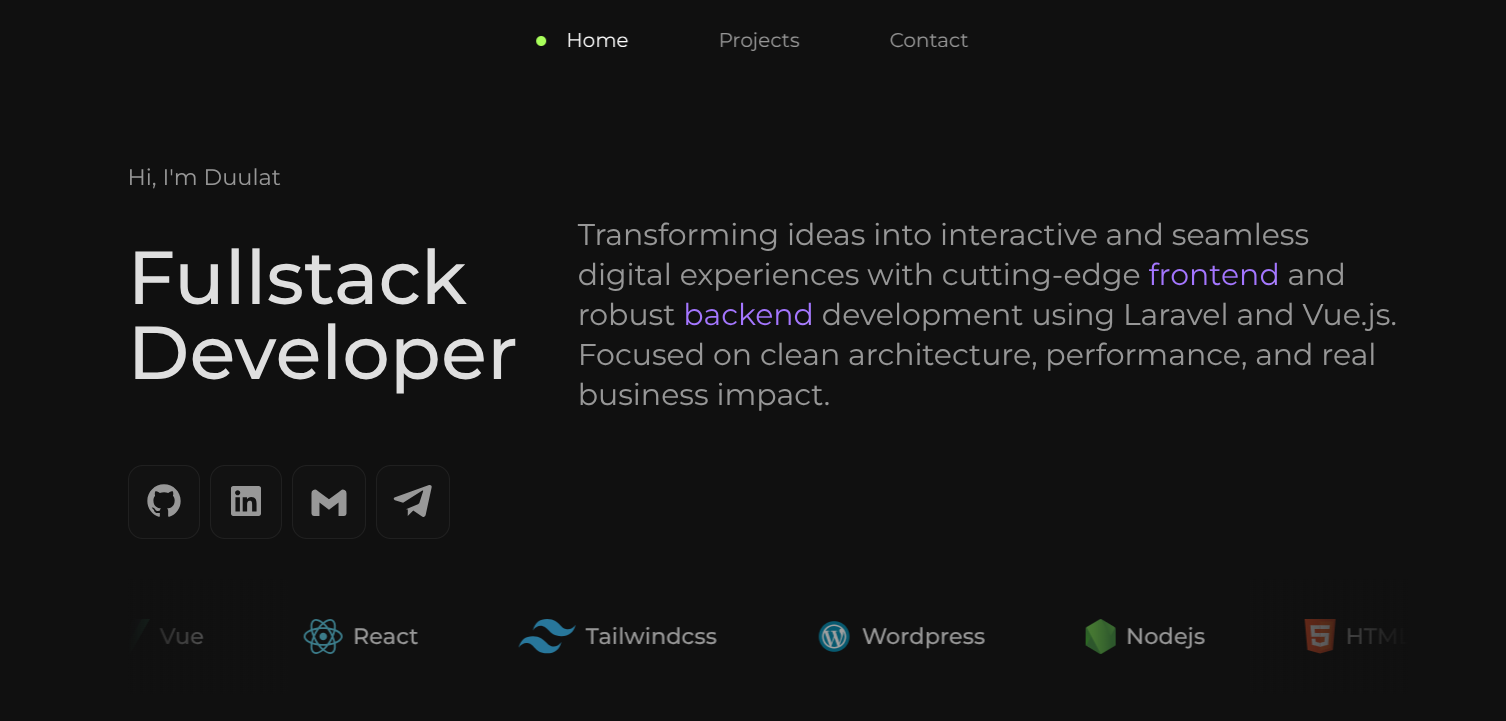 Home
Projects
Contact
Hi, I'm Duulat
Fullstack
Developer
Transforming ideas into interactive and seamless
digital experiences with cutting-edge frontend and
robust backend development using Laravel and Vue.js.
Focused on clean architecture, performance, and real
business impact.
Vue
React
Tailwindcss
Wordpress
Nodejs
HTM